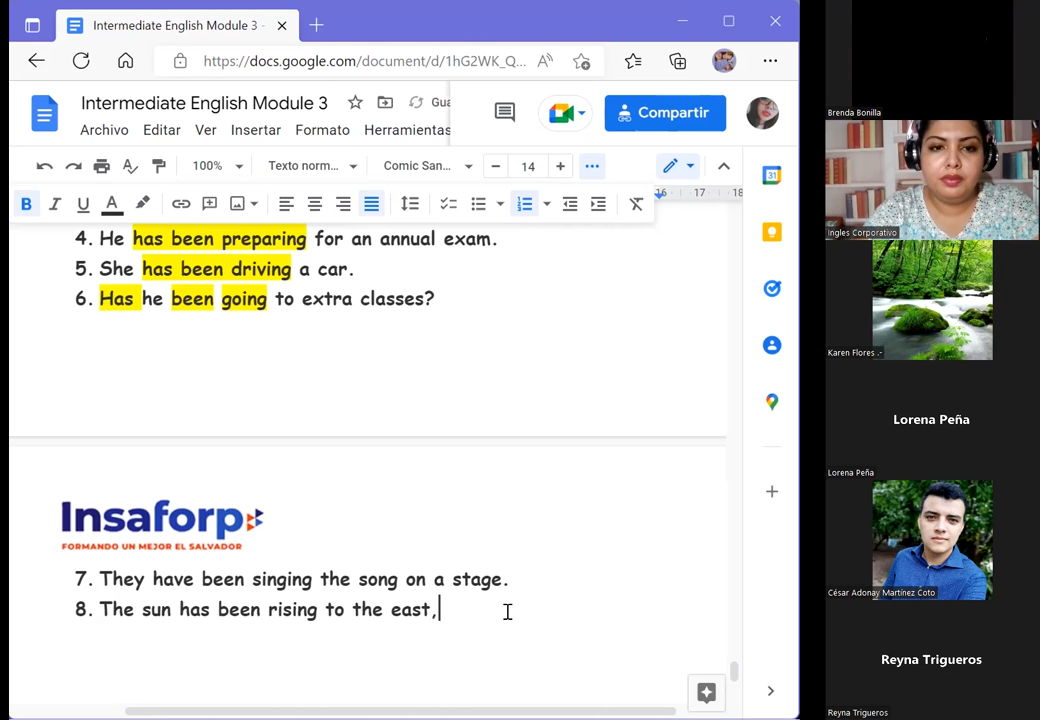 Intermediate English Module 3 -
https://docs.google.com/document/d/1hG2WK_Q...
Intermediate English Module 3
Gua
Compartir
Archivo Editar Ver Insertar Formato Herramientas
100% Texto norm... Comic San... 14
16 17 18
4. He has been preparing for an annual exam.
5. She has been driving a car.
6. Has he been going to extra classes?
Insaforp
FORMANDO UN MEJOR EL SALVADOR
7. They have been singing the song on a stage.
8. The sun has been rising to the east,
Brenda Bonilla
Ingles Corporativo
Karen Flores .-
Lorena Peña
Lorena Peña
César Adonay Martínez Coto
Reyna Trigueros
Reyna Trigueros